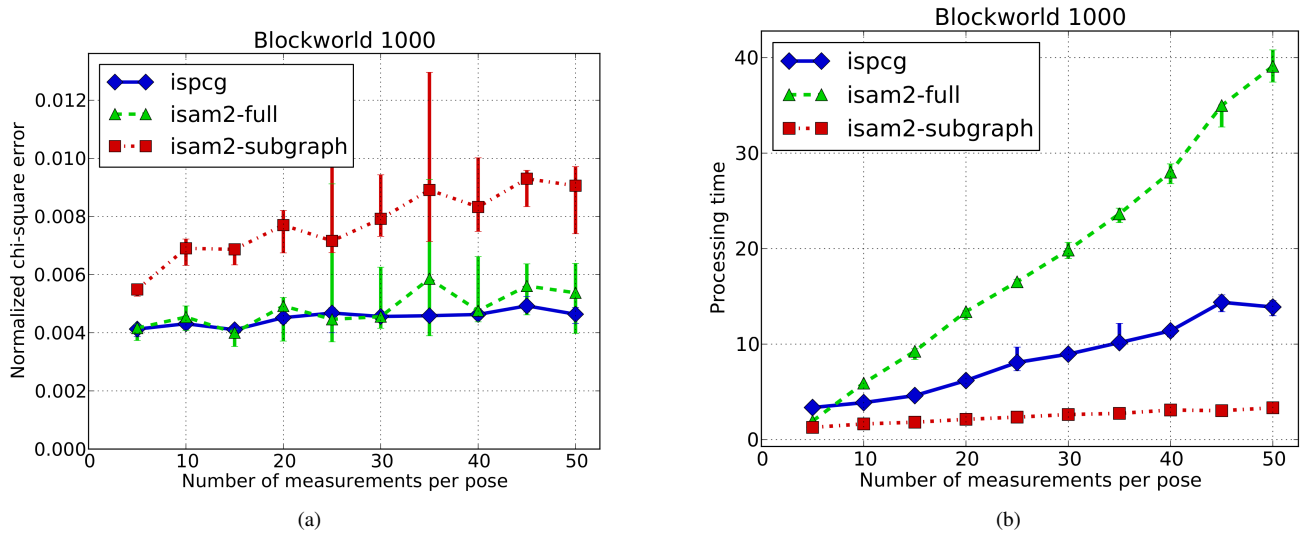 Blockworld 1000
ispcg
isam2-full
isam2-subgraph
Normalized chi-square error
0.012
0.010
0.008
0.006
0.004
0.002
0.000
0 10 20 30 40 50
Number of measurements per pose
(a)
Blockworld 1000
ispcg
isam2-full
isam2-subgraph
Processing time
40
30
20
10
0
0 10 20 30 40 50
Number of measurements per pose
(b)